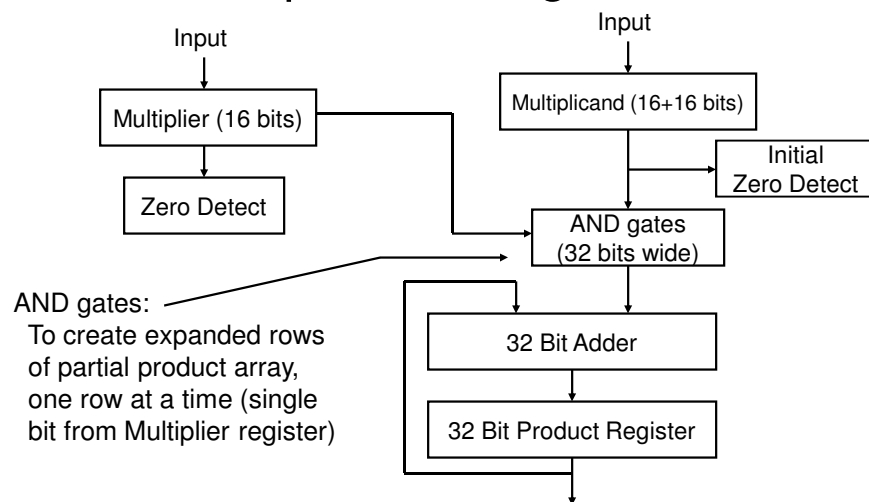 Input
Input
Multiplier (16 bits)
Multiplicand (16+16 bits)
Initial
Zero Detect
Zero Detect
AND gates
(32 bits wide)
AND gates:
To create expanded rows
of partial product array,
one row at a time (single
bit from Multiplier register)
32 Bit Adder
32 Bit Product Register